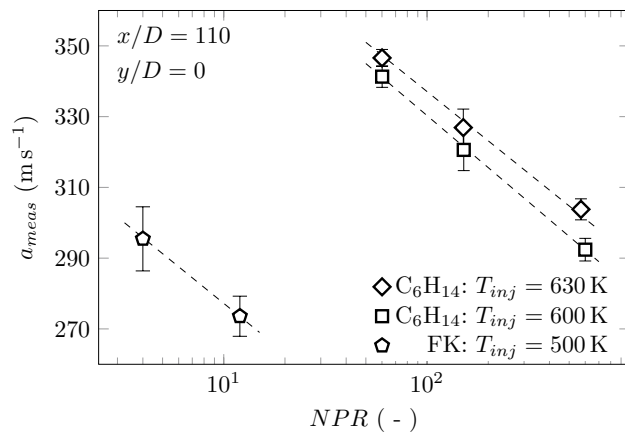 x/D = 110
y/D = 0
350
330
310
290
270
a_meas (m s⁻¹)
C₆H₁₄: T_inj = 630 K
C₆H₁₄: T_inj = 600 K
FK: T_inj = 500 K
10¹
10²
NPR ( - )